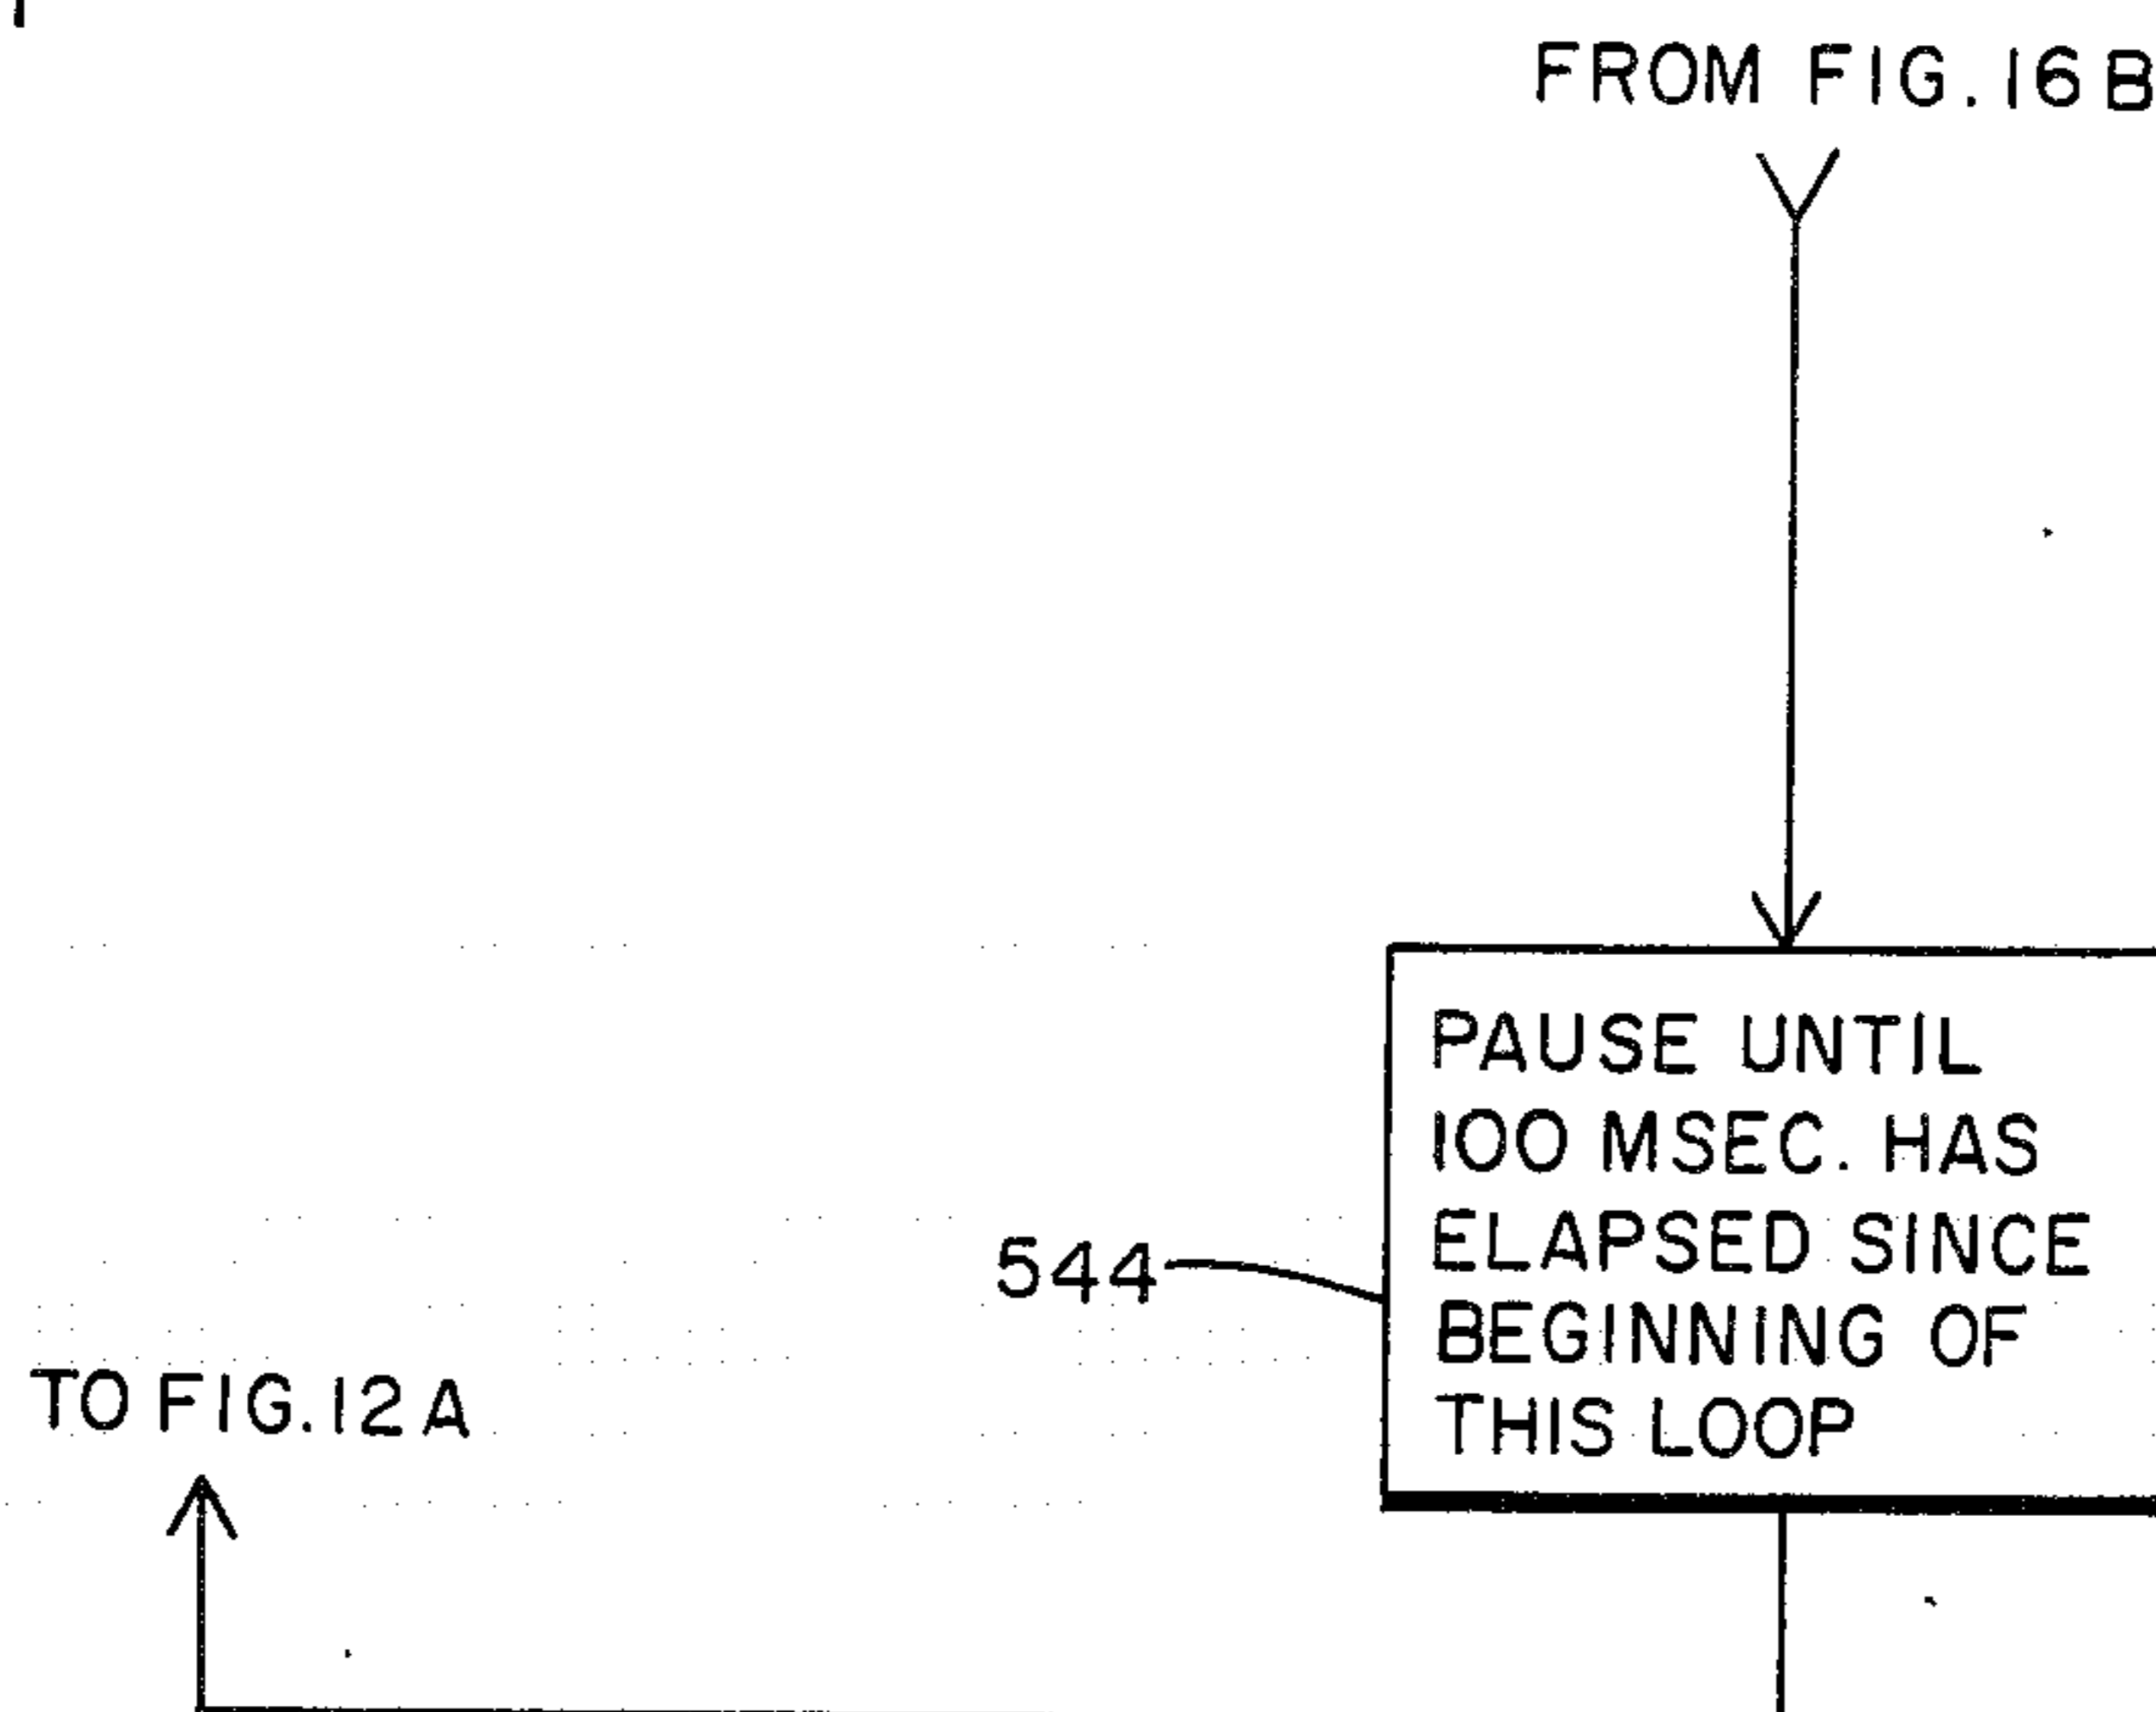 FROM FIG. 16B
PAUSE UNTIL
100 MSEC. HAS
ELAPSED SINCE
BEGINNING OF
THIS LOOP
544
TO FIG. 12A